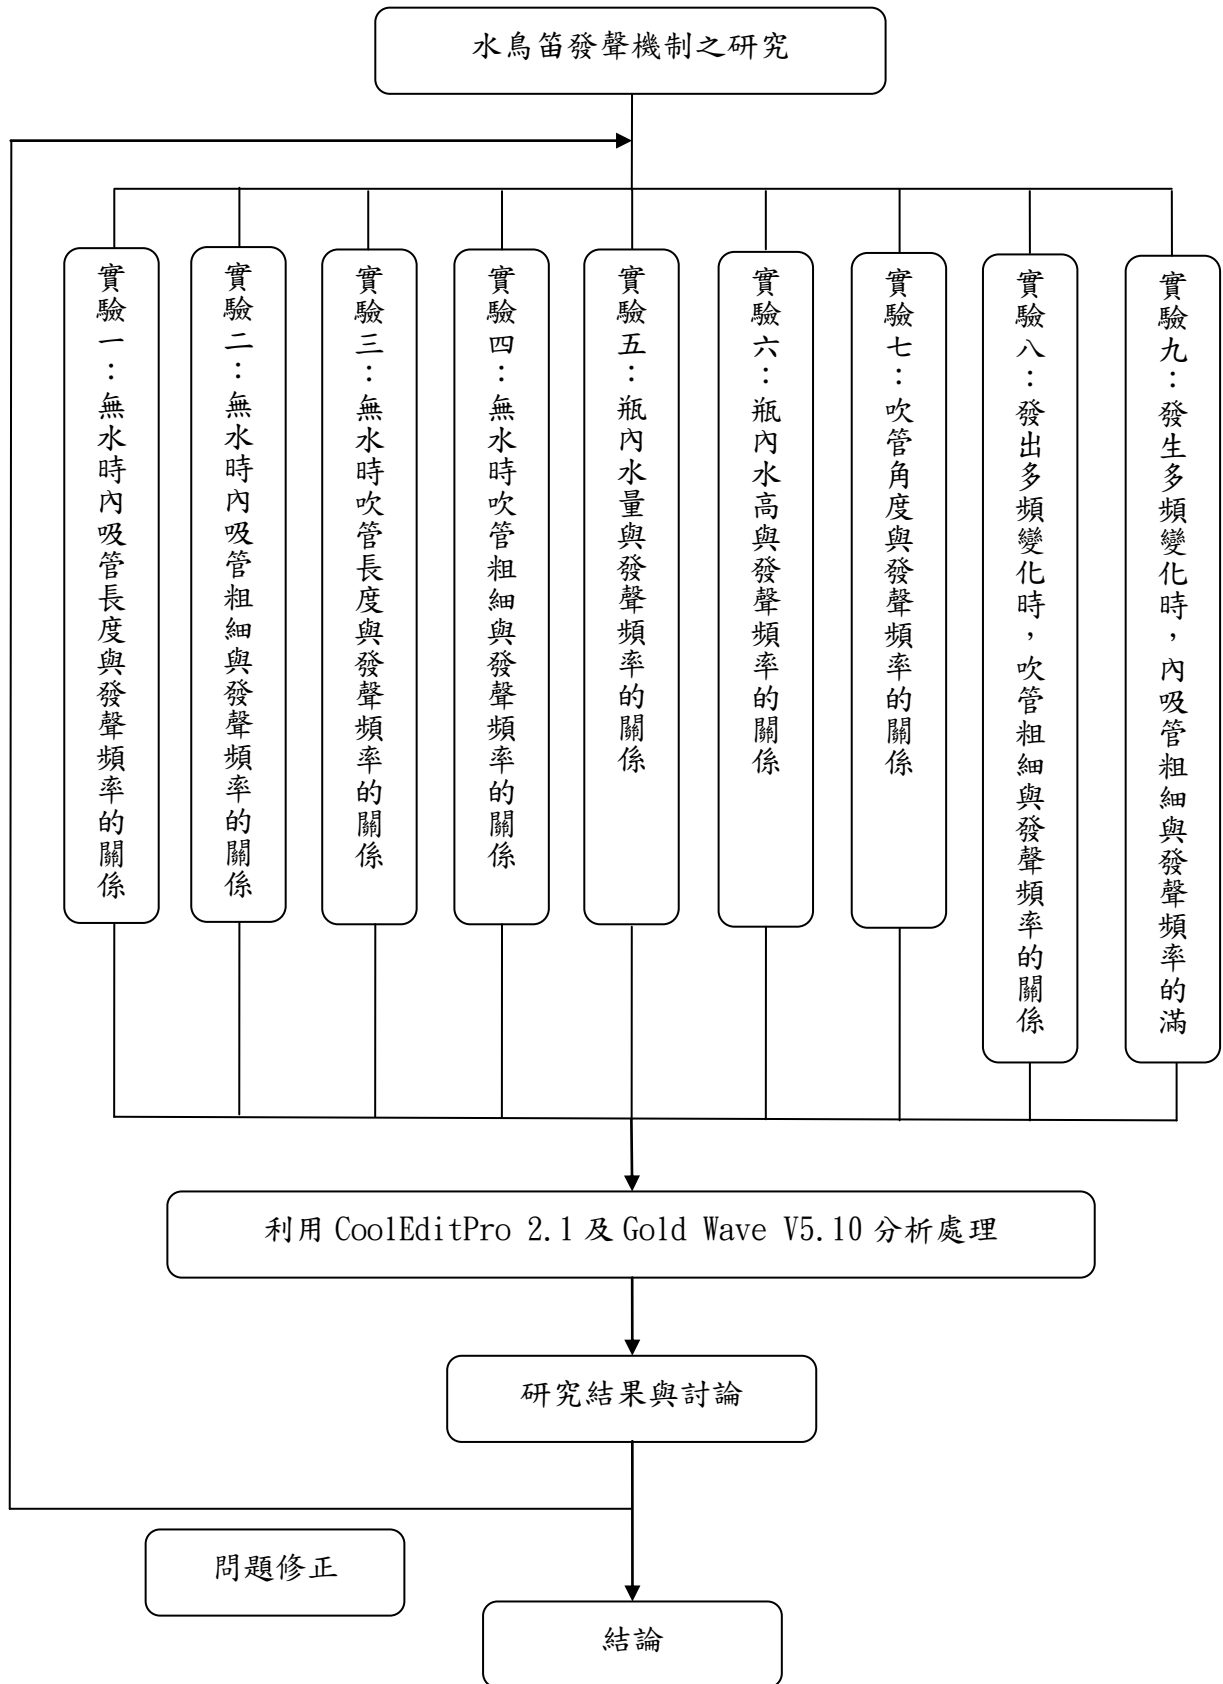 水鳥笛發聲機制之研究
實驗一：無水時內吸管長度與發聲頻率的關係
實驗二：無水時內吸管粗細與發聲頻率的關係
實驗三：無水時吹管長度與發聲頻率的關係
實驗四：無水時吹管粗細與發聲頻率的關係
實驗五：瓶內水量與發聲頻率的關係
實驗六：瓶內水高與發聲頻率的關係
實驗七：吹管角度與發聲頻率的關係
實驗八：發出多頻變化時，吹管粗細與發聲頻率的關係
實驗九：發生多頻變化時，內吸管粗細與發聲頻率的滿
利用 CoolEditPro 2.1 及 Gold Wave V5.10 分析處理
研究結果與討論
問題修正
結論